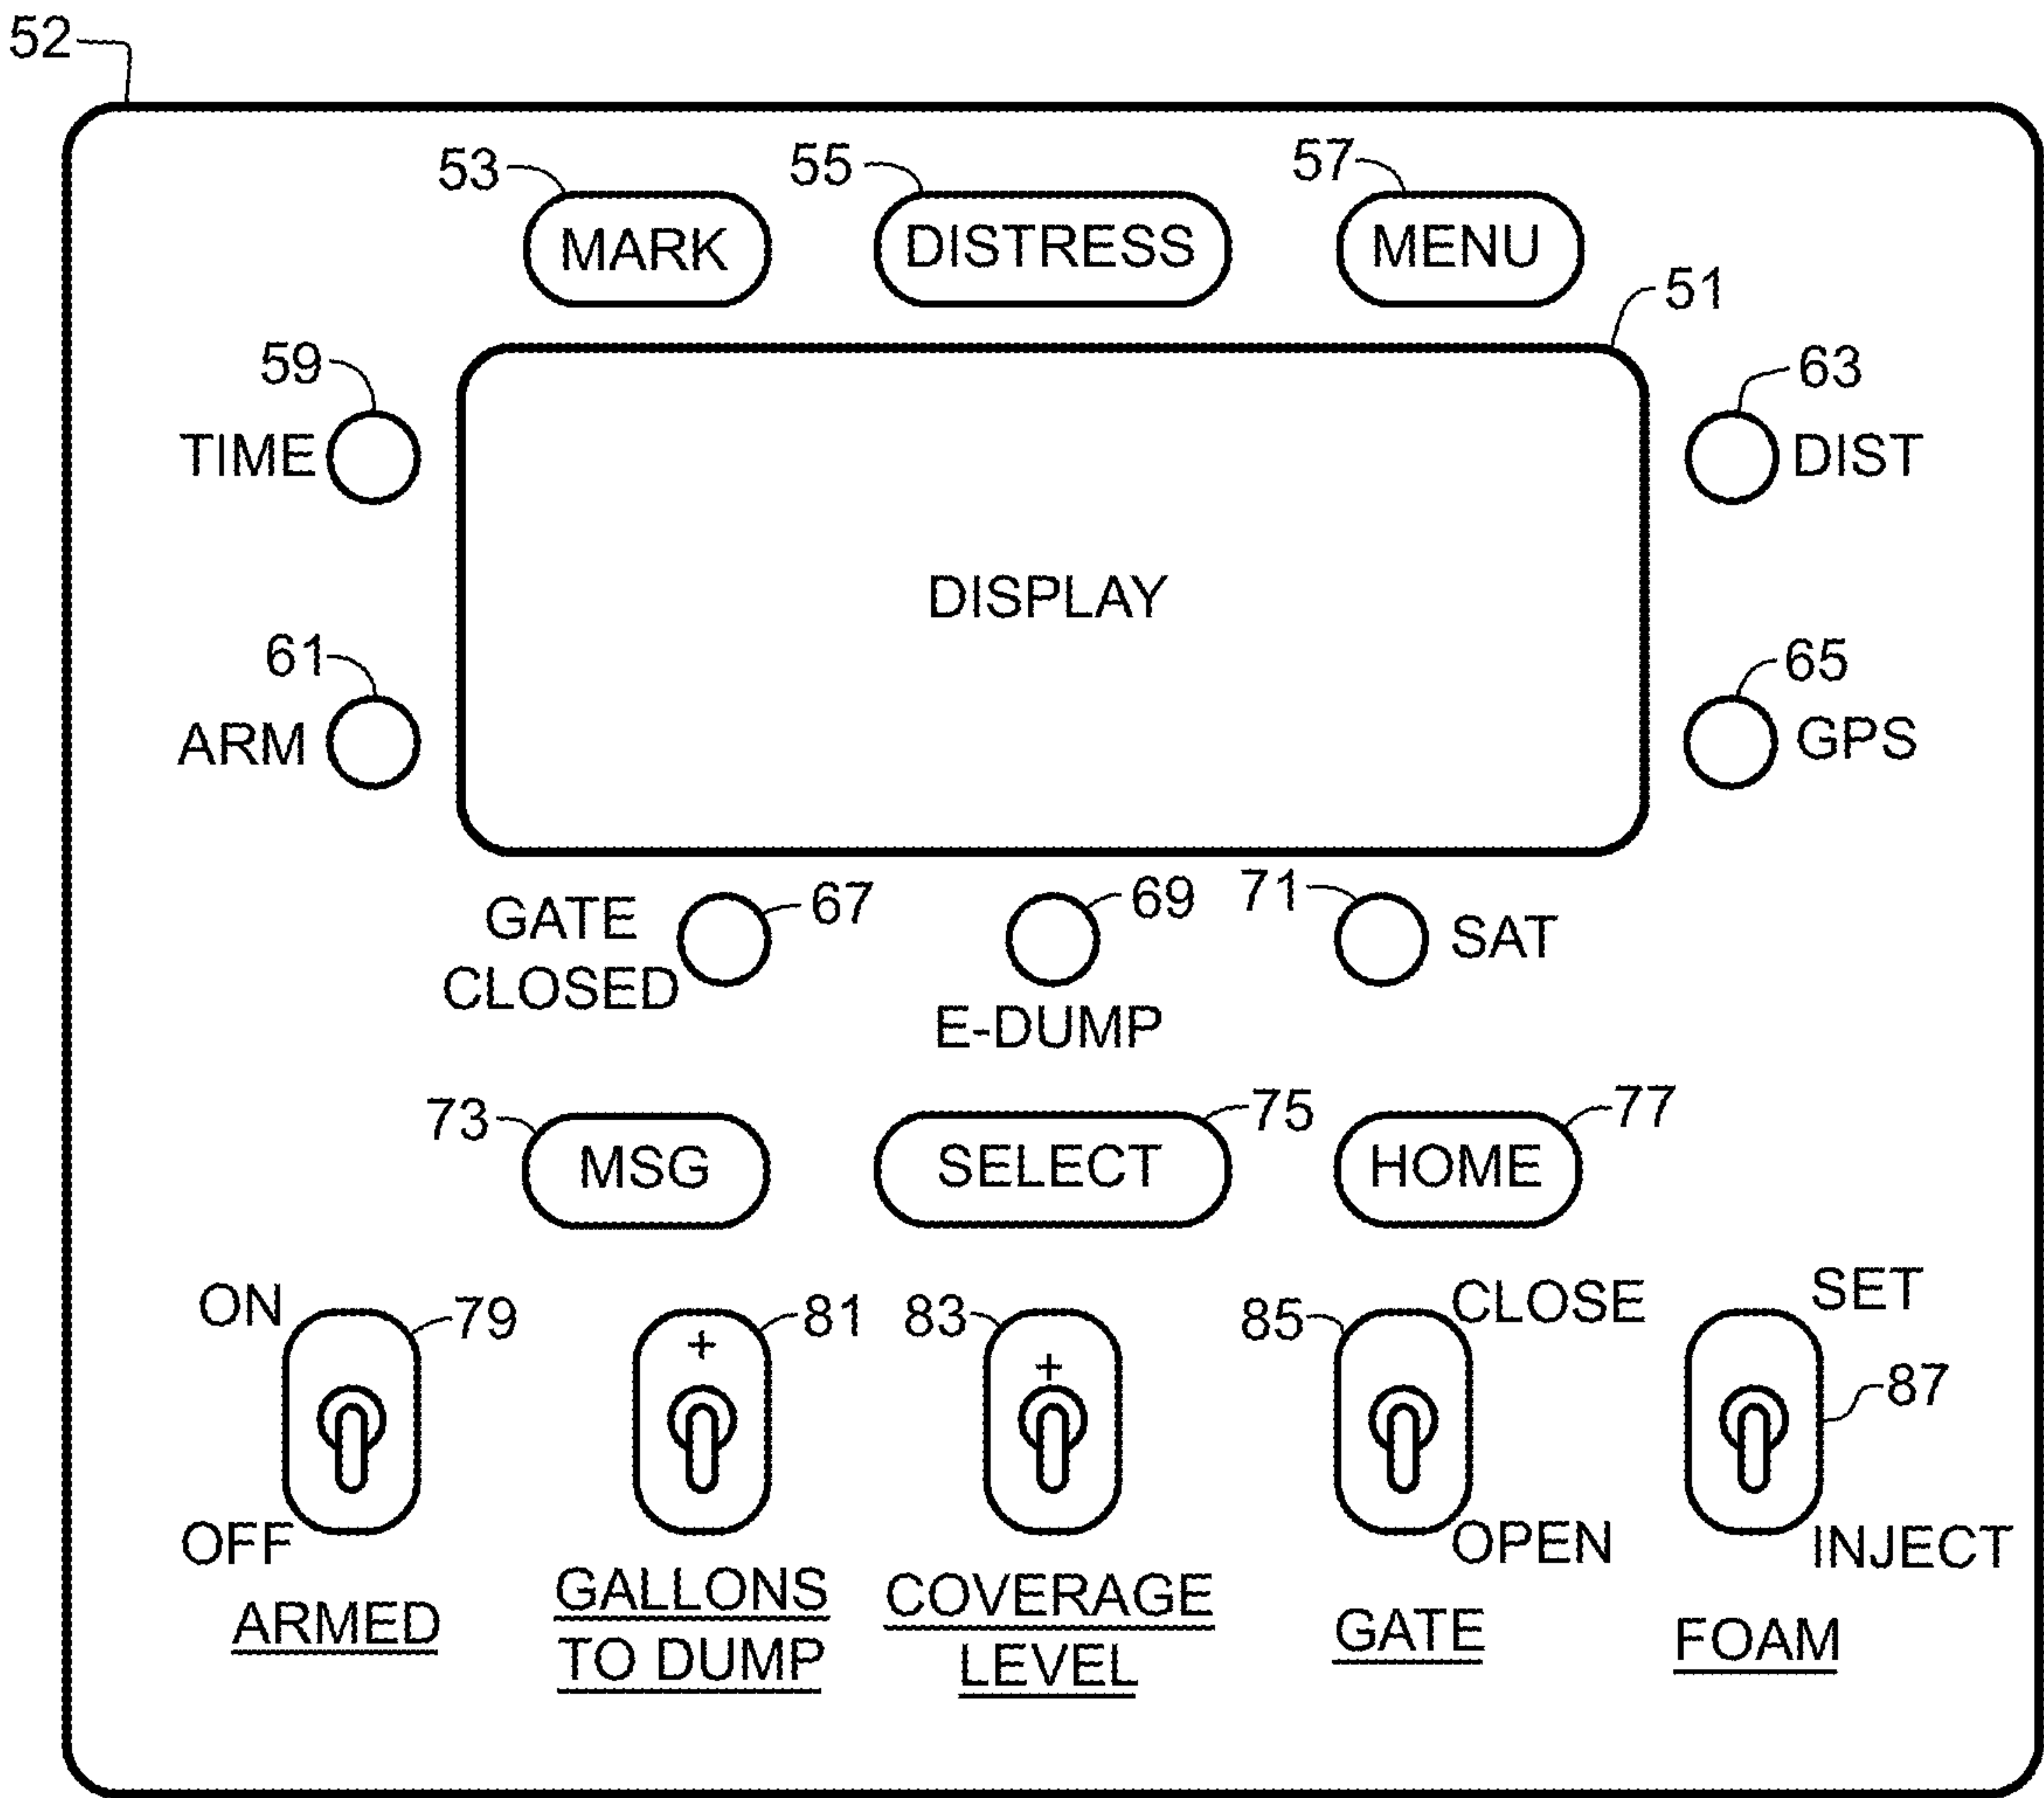 52
53 55 57
MARK DISTRESS MENU
51
59 63
TIME DIST
DISPLAY
61 65
ARM GPS
GATE CLOSED 67 69 71 SAT
E-DUMP
73 75 77
MSG SELECT HOME
ON 79 + 81 83 + 85 CLOSE SET
87
OFF OPEN INJECT
ARMED
GALLONS
TO DUMP
COVERAGE
LEVEL
GATE
FOAM